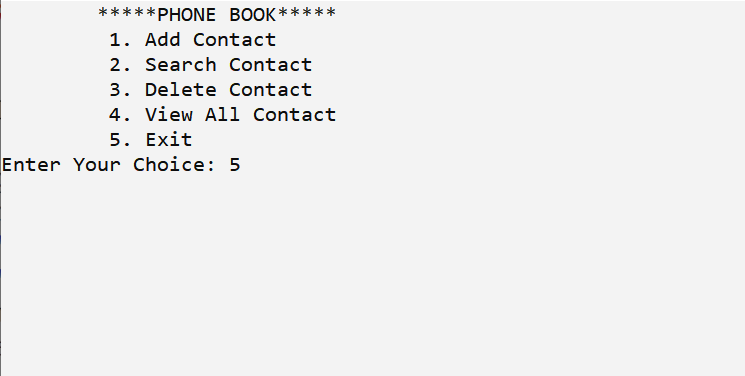 *****PHONE BOOK*****
1. Add Contact
2. Search Contact
3. Delete Contact
4. View All Contact
5. Exit
Enter Your Choice: 5